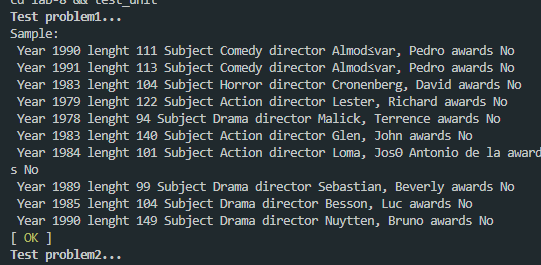 cd lab-8 && test_unit
Test problem1...
Sample:
Year 1990 lenght 111 Subject Comedy director Almod≤var, Pedro awards No
Year 1991 lenght 113 Subject Comedy director Almod≤var, Pedro awards No
Year 1983 lenght 104 Subject Horror director Cronenberg, David awards No
Year 1979 lenght 122 Subject Action director Lester, Richard awards No
Year 1978 lenght 94 Subject Drama director Malick, Terrence awards No
Year 1983 lenght 140 Subject Action director Glen, John awards No
Year 1984 lenght 101 Subject Action director Loma, JosΘ Antonio de la award
s No
Year 1989 lenght 99 Subject Drama director Sebastian, Beverly awards No
Year 1985 lenght 104 Subject Drama director Besson, Luc awards No
Year 1990 lenght 149 Subject Drama director Nuytten, Bruno awards No
[ OK ]
Test problem2...